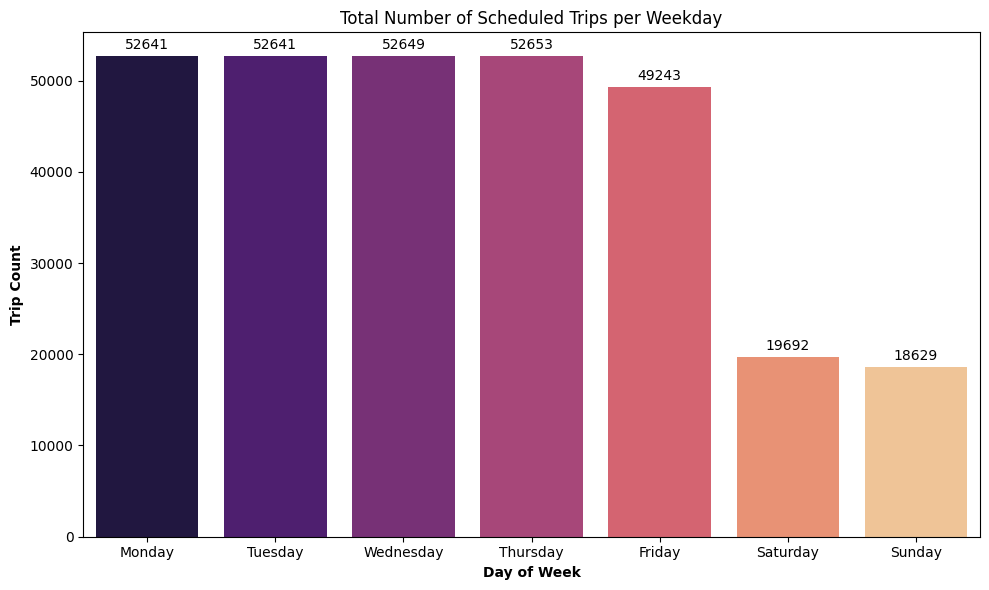 Total Number of Scheduled Trips per Weekday
52641 52641 52649 52653
49243
19692
18629
50000
40000
30000
20000
10000
0
Trip Count
Monday Tuesday Wednesday Thursday Friday Saturday Sunday
Day of Week